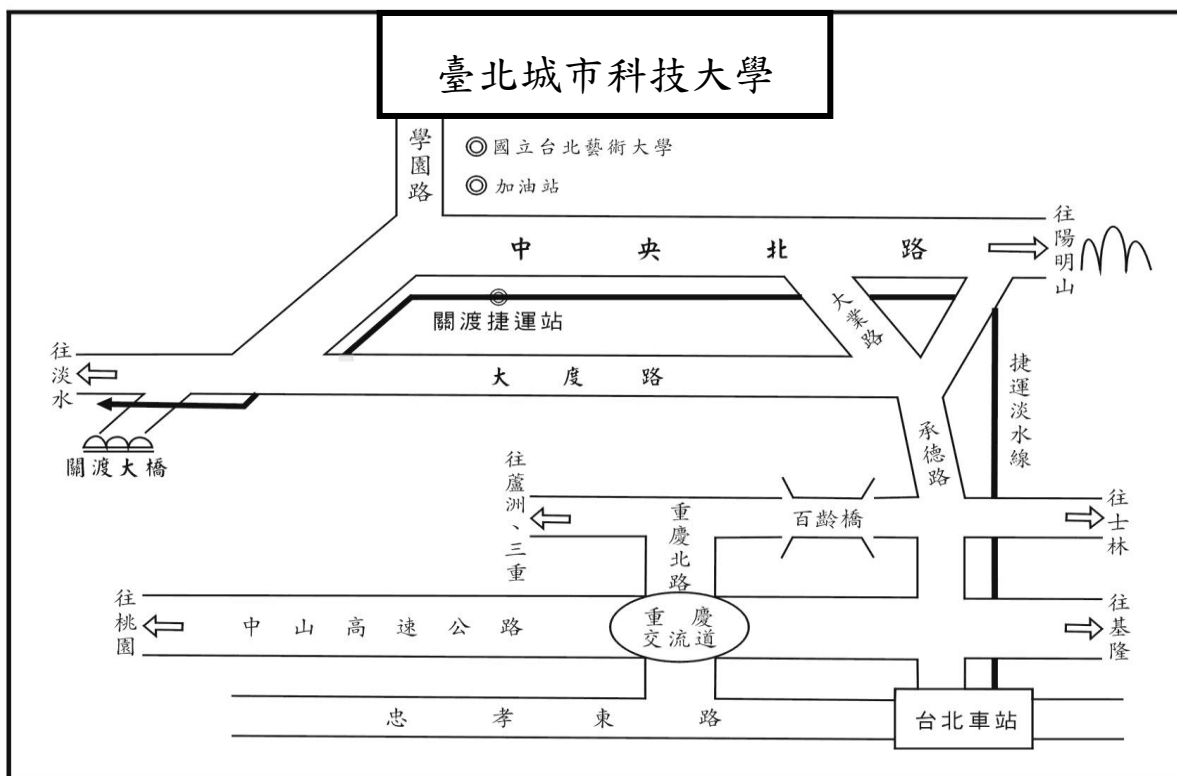 臺北城市科技大學
學園路
國立台北藝術大學
加油站
中央北路
往陽明山
關渡捷運站
大業路
往淡水
大度路
捷運淡水線
關渡大橋
承德路
往蘆洲、三重
重慶北路
百齡橋
往士林
往桃園
中山高速公路
重慶
交流道
往基隆
忠孝東路
台北車站